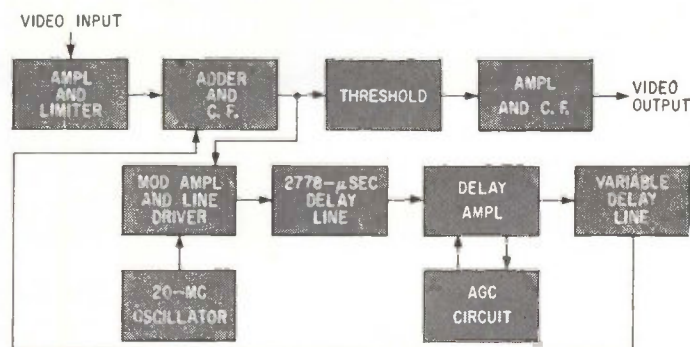 VIDEO INPUT
AMPL
AND
LIMITER
ADDER
AND
C. F.
THRESHOLD
AMPL
AND C. F.
VIDEO
OUTPUT
MOD AMPL
AND LINE
DRIVER
2778-μSEC
DELAY
LINE
DELAY
AMPL
VARIABLE
DELAY
LINE
20-MC
OSCILLATOR
AGC
CIRCUIT